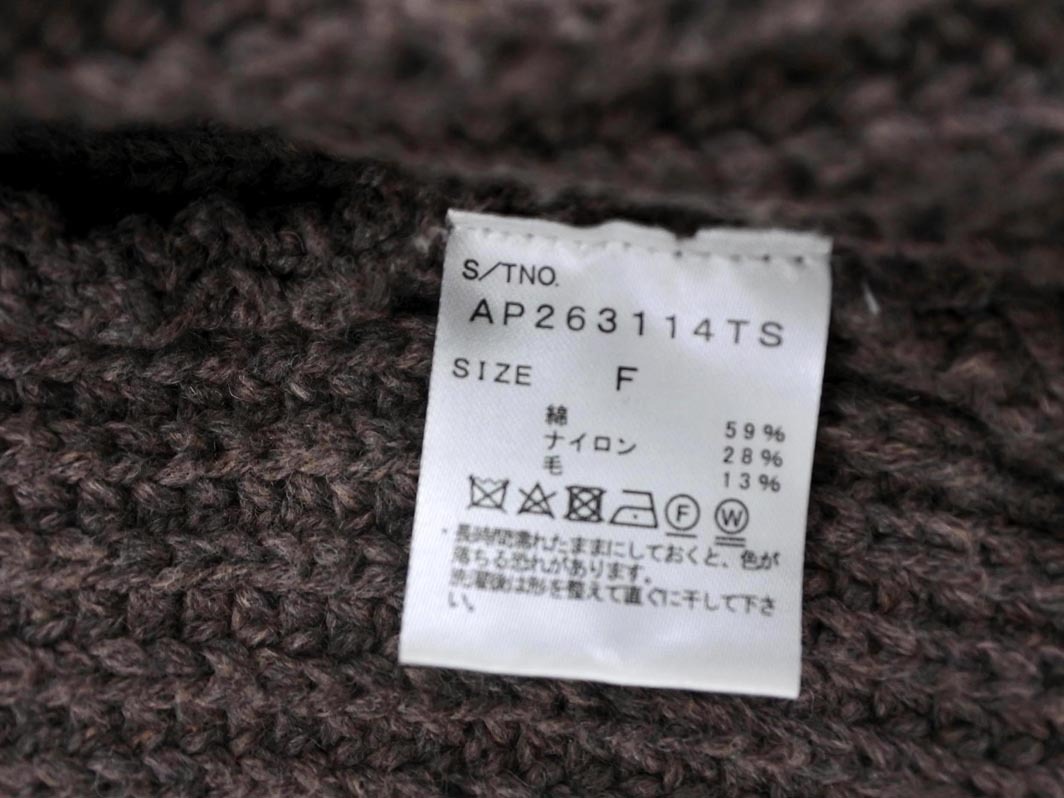 S/TNO.
AP263114TS
SIZE F
綿 59%
ナイロン 28%
毛 13%
F W
・長時間濡れたままにしておくと、色が
落ちる恐れがあります。
洗濯後は形を整えて直ぐに干して下さ
い。